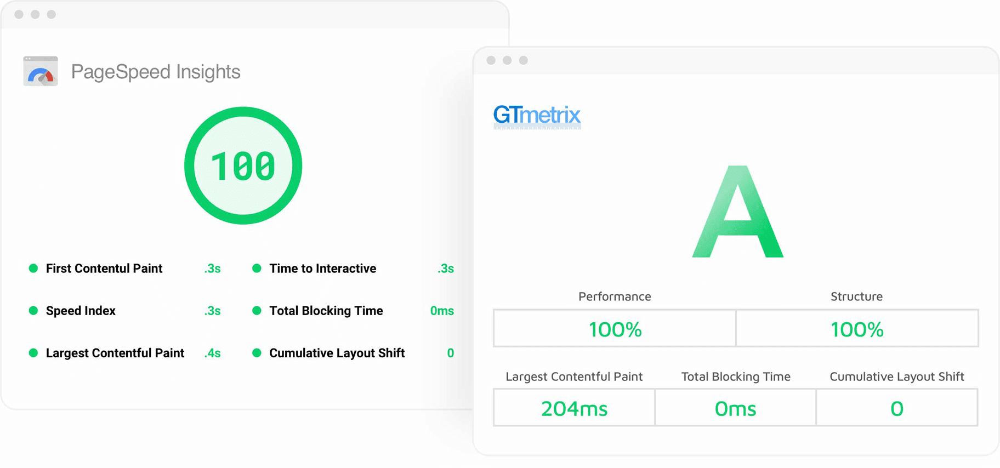 PageSpeed Insights
100
First Contentul Paint .3s
Time to Interactive .3s
Speed Index .3s
Total Blocking Time 0ms
Largest Contentful Paint .4s
Cumulative Layout Shift 0
GTmetrix
A
Performance Structure
100% 100%
Largest Contentful Paint Total Blocking Time Cumulative Layout Shift
204ms 0ms 0